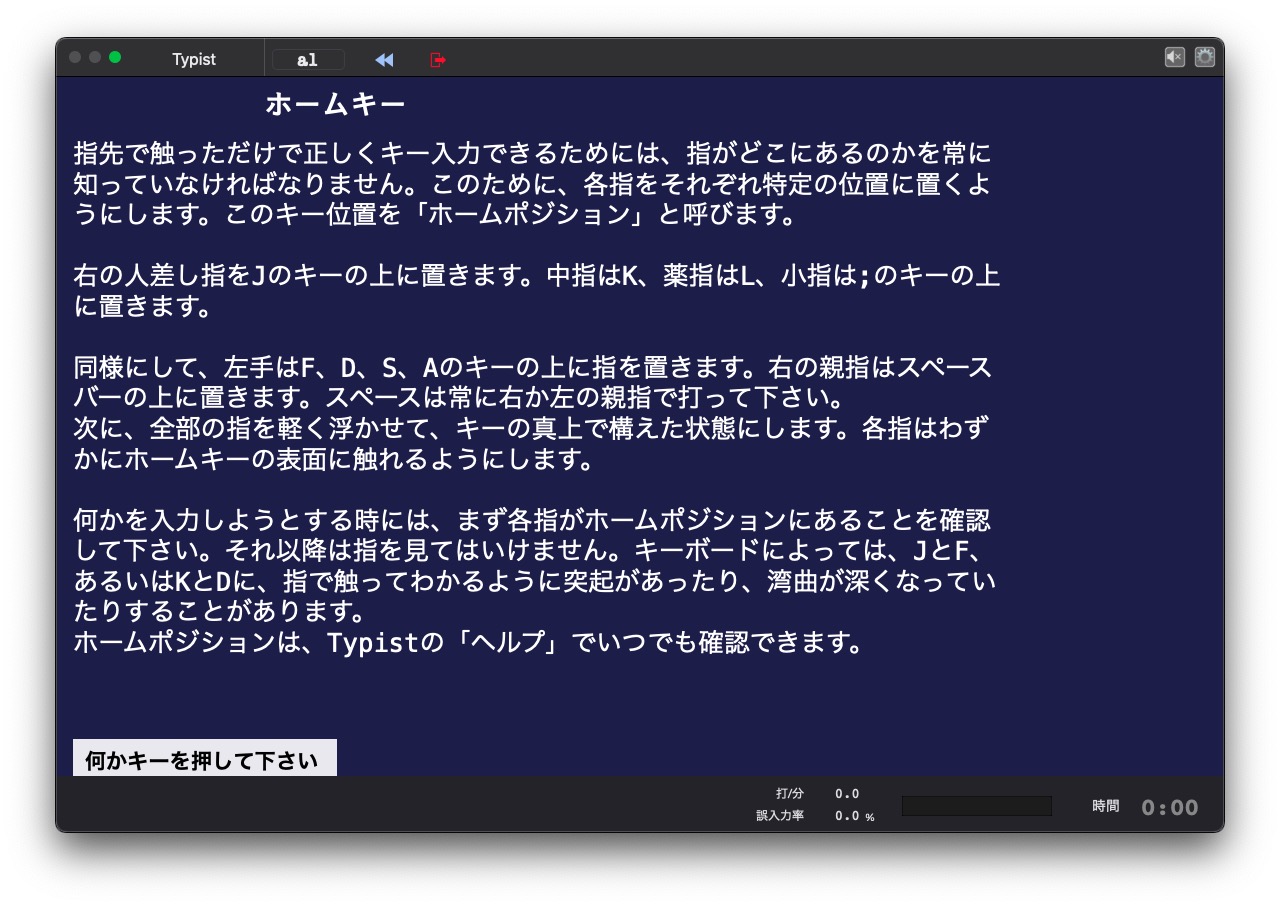 Typist
a1
ホームキー
指先で触っただけで正しくキー入力できるためには、指がどこにあるのかを常に
知っていなければなりません。このために、各指をそれぞれ特定の位置に置くよ
うにします。このキー位置を「ホームポジション」と呼びます。
右の人差し指をJのキーの上に置きます。中指はK、薬指はL、小指は;のキーの上
に置きます。
同様にして、左手はF、D、S、Aのキーの上に指を置きます。右の親指はスペース
バーの上に置きます。スペースは常に右か左の親指で打って下さい。
次に、全部の指を軽く浮かせて、キーの真上で構えた状態にします。各指はわず
かにホームキーの表面に触れるようにします。
何かを入力しようとする時には、まず各指がホームポジションにあることを確認
して下さい。それ以降は指を見てはいけません。キーボードによっては、JとF、
あるいはKとDに、指で触ってわかるように突起があったり、湾曲が深くなってい
たりすることがあります。
ホームポジションは、Typistの「ヘルプ」でいつでも確認できます。
何かキーを押して下さい
打/分 0.0
誤入力率 0.0 %
時間 0:00